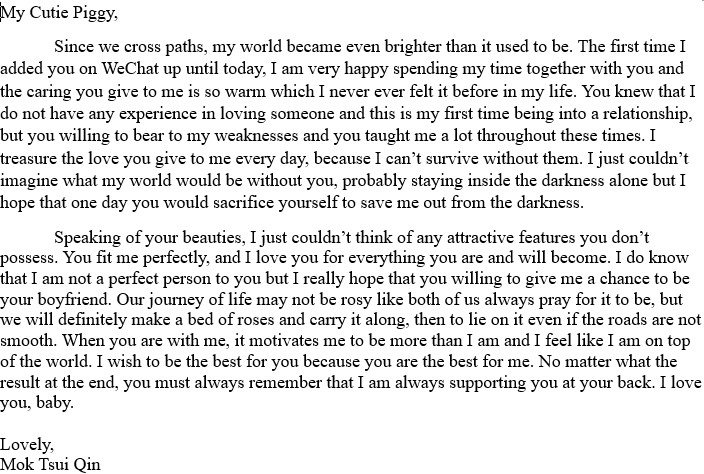 My Cutie Piggy,
Since we cross paths, my world became even brighter than it used to be. The first time I
added you on WeChat up until today, I am very happy spending my time together with you and
the caring you give to me is so warm which I never ever felt it before in my life. You knew that I
do not have any experience in loving someone and this is my first time being into a relationship,
but you willing to bear to my weaknesses and you taught me a lot throughout these times. I
treasure the love you give to me every day, because I can’t survive without them. I just couldn’t
imagine what my world would be without you, probably staying inside the darkness alone but I
hope that one day you would sacrifice yourself to save me out from the darkness.
Speaking of your beauties, I just couldn’t think of any attractive features you don’t
possess. You fit me perfectly, and I love you for everything you are and will become. I do know
that I am not a perfect person to you but I really hope that you willing to give me a chance to be
your boyfriend. Our journey of life may not be rosy like both of us always pray for it to be, but
we will definitely make a bed of roses and carry it along, then to lie on it even if the roads are not
smooth. When you are with me, it motivates me to be more than I am and I feel like I am on top
of the world. I wish to be the best for you because you are the best for me. No matter what the
result at the end, you must always remember that I am always supporting you at your back. I love
you, baby.
Lovely,
Mok Tsui Qin